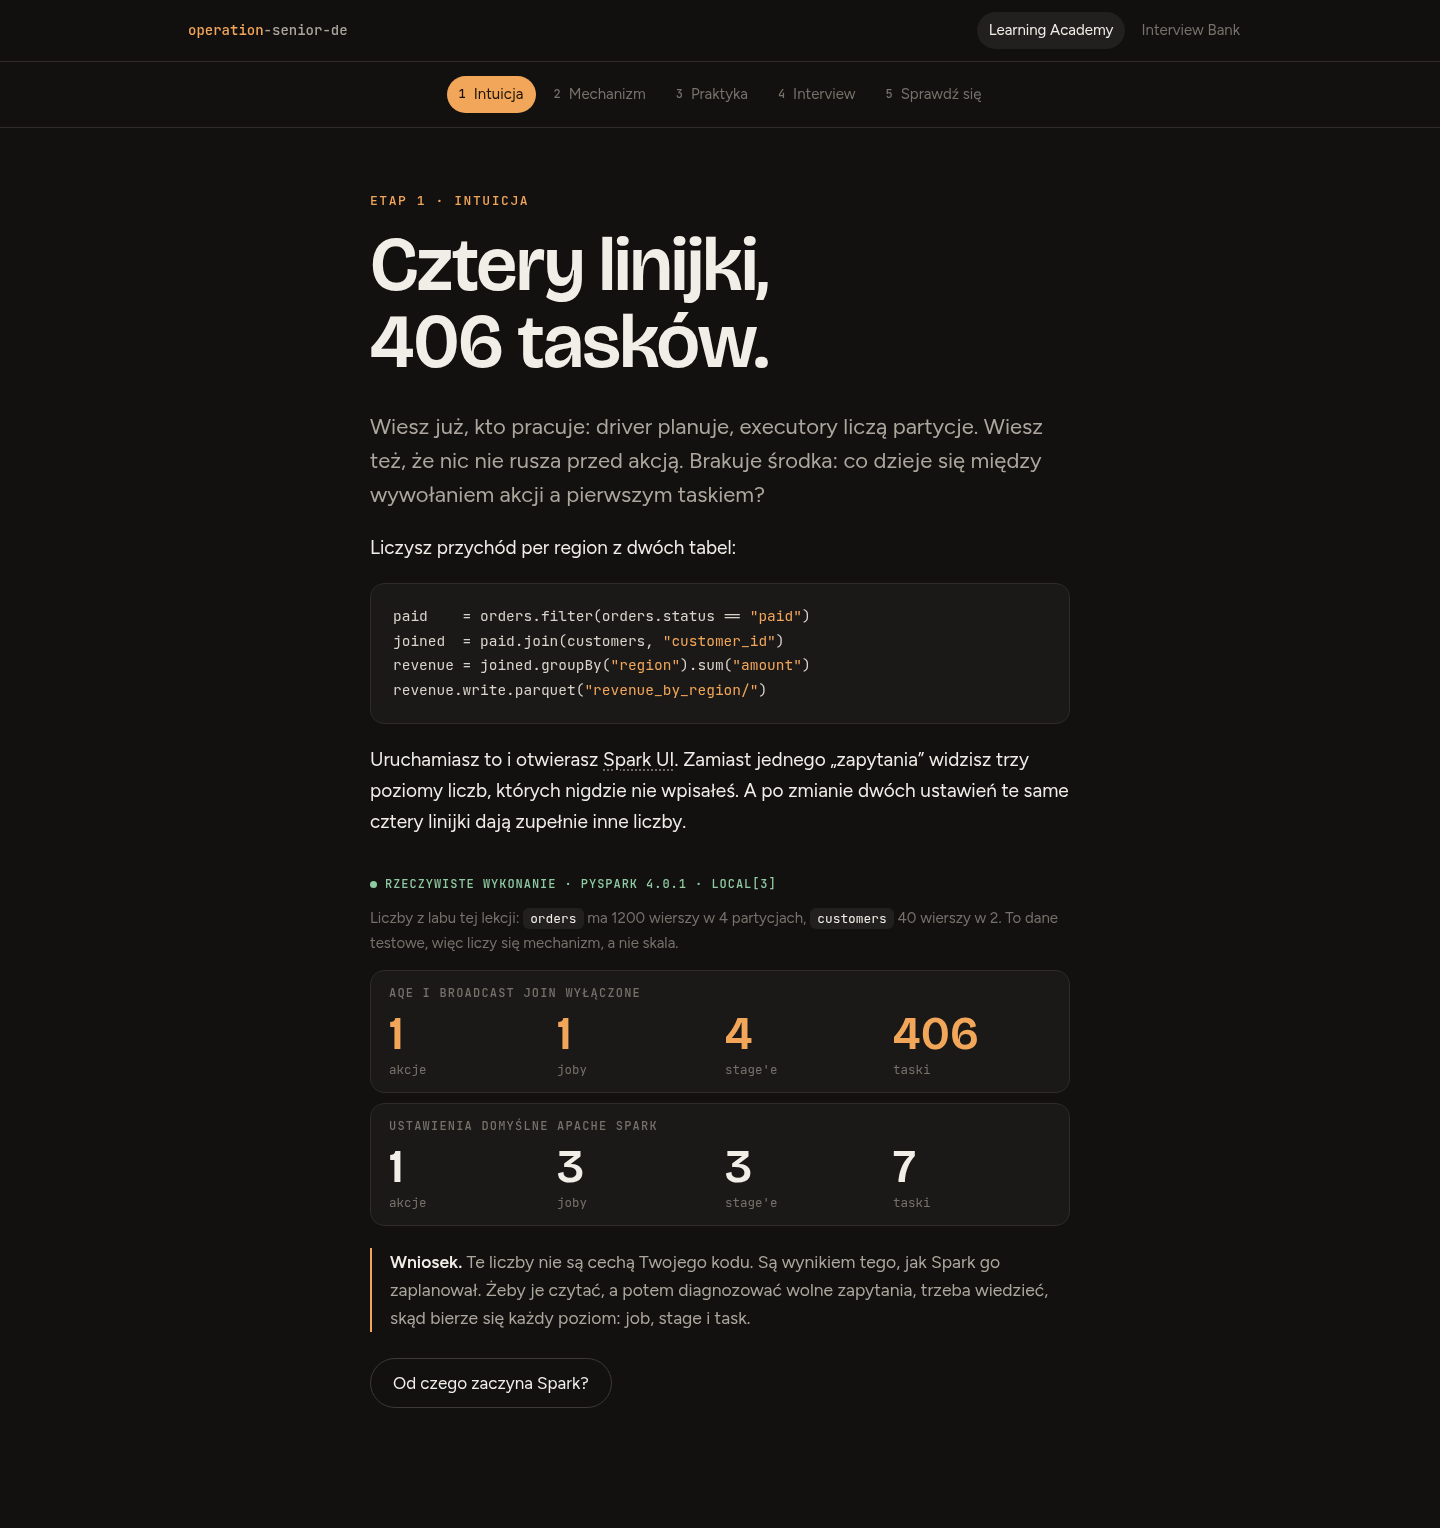 operation-senior-de
Learning Academy Interview Bank
1 Intuicja 2 Mechanizm 3 Praktyka 4 Interview 5 Sprawdź się
ETAP 1 · INTUICJA
Cztery linijki,
406 tasków.
Wiesz już, kto pracuje: driver planuje, executory liczą partycje. Wiesz
też, że nic nie rusza przed akcją. Brakuje środka: co dzieje się między
wywołaniem akcji a pierwszym taskiem?
Liczysz przychód per region z dwóch tabel:
paid    = orders.filter(orders.status == "paid")
joined  = paid.join(customers, "customer_id")
revenue = joined.groupBy("region").sum("amount")
revenue.write.parquet("revenue_by_region/")
Uruchamiasz to i otwierasz Spark UI. Zamiast jednego „zapytania” widzisz trzy
poziomy liczb, których nigdzie nie wpisałeś. A po zmianie dwóch ustawień te same
cztery linijki dają zupełnie inne liczby.
RZECZYWISTE WYKONANIE · PYSPARK 4.0.1 · LOCAL[3]
Liczby z labu tej lekcji: orders ma 1200 wierszy w 4 partycjach, customers 40 wierszy w 2. To dane
testowe, więc liczy się mechanizm, a nie skala.
AQE I BROADCAST JOIN WYŁĄCZONE
1 1 4 406
akcje joby stage'e taski
USTAWIENIA DOMYŚLNE APACHE SPARK
1 3 3 7
akcje joby stage'e taski
Wniosek. Te liczby nie są cechą Twojego kodu. Są wynikiem tego, jak Spark go
zaplanował. Żeby je czytać, a potem diagnozować wolne zapytania, trzeba wiedzieć,
skąd bierze się każdy poziom: job, stage i task.
Od czego zaczyna Spark?